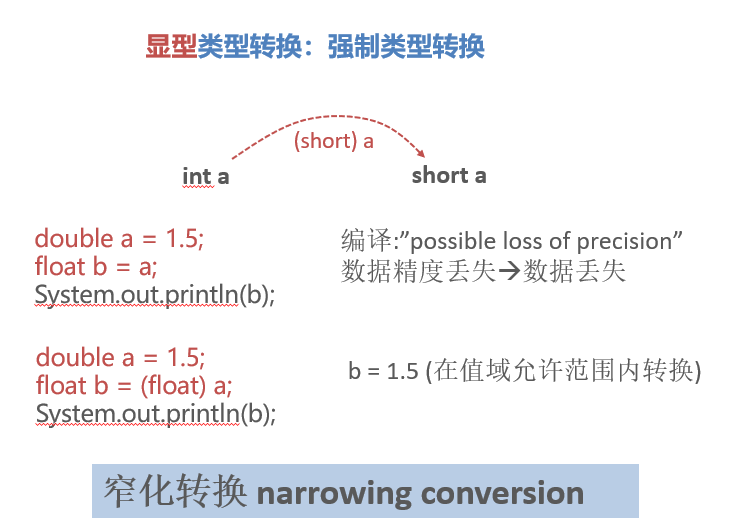 显型类型转换：强制类型转换
(short) a
int a
short a
double a = 1.5;
float b = a;
System.out.println(b);
编译:”possible loss of precision”
数据精度丢失→数据丢失
double a = 1.5;
float b = (float) a;
System.out.println(b);
b = 1.5 (在值域允许范围内转换)
窄化转换 narrowing conversion